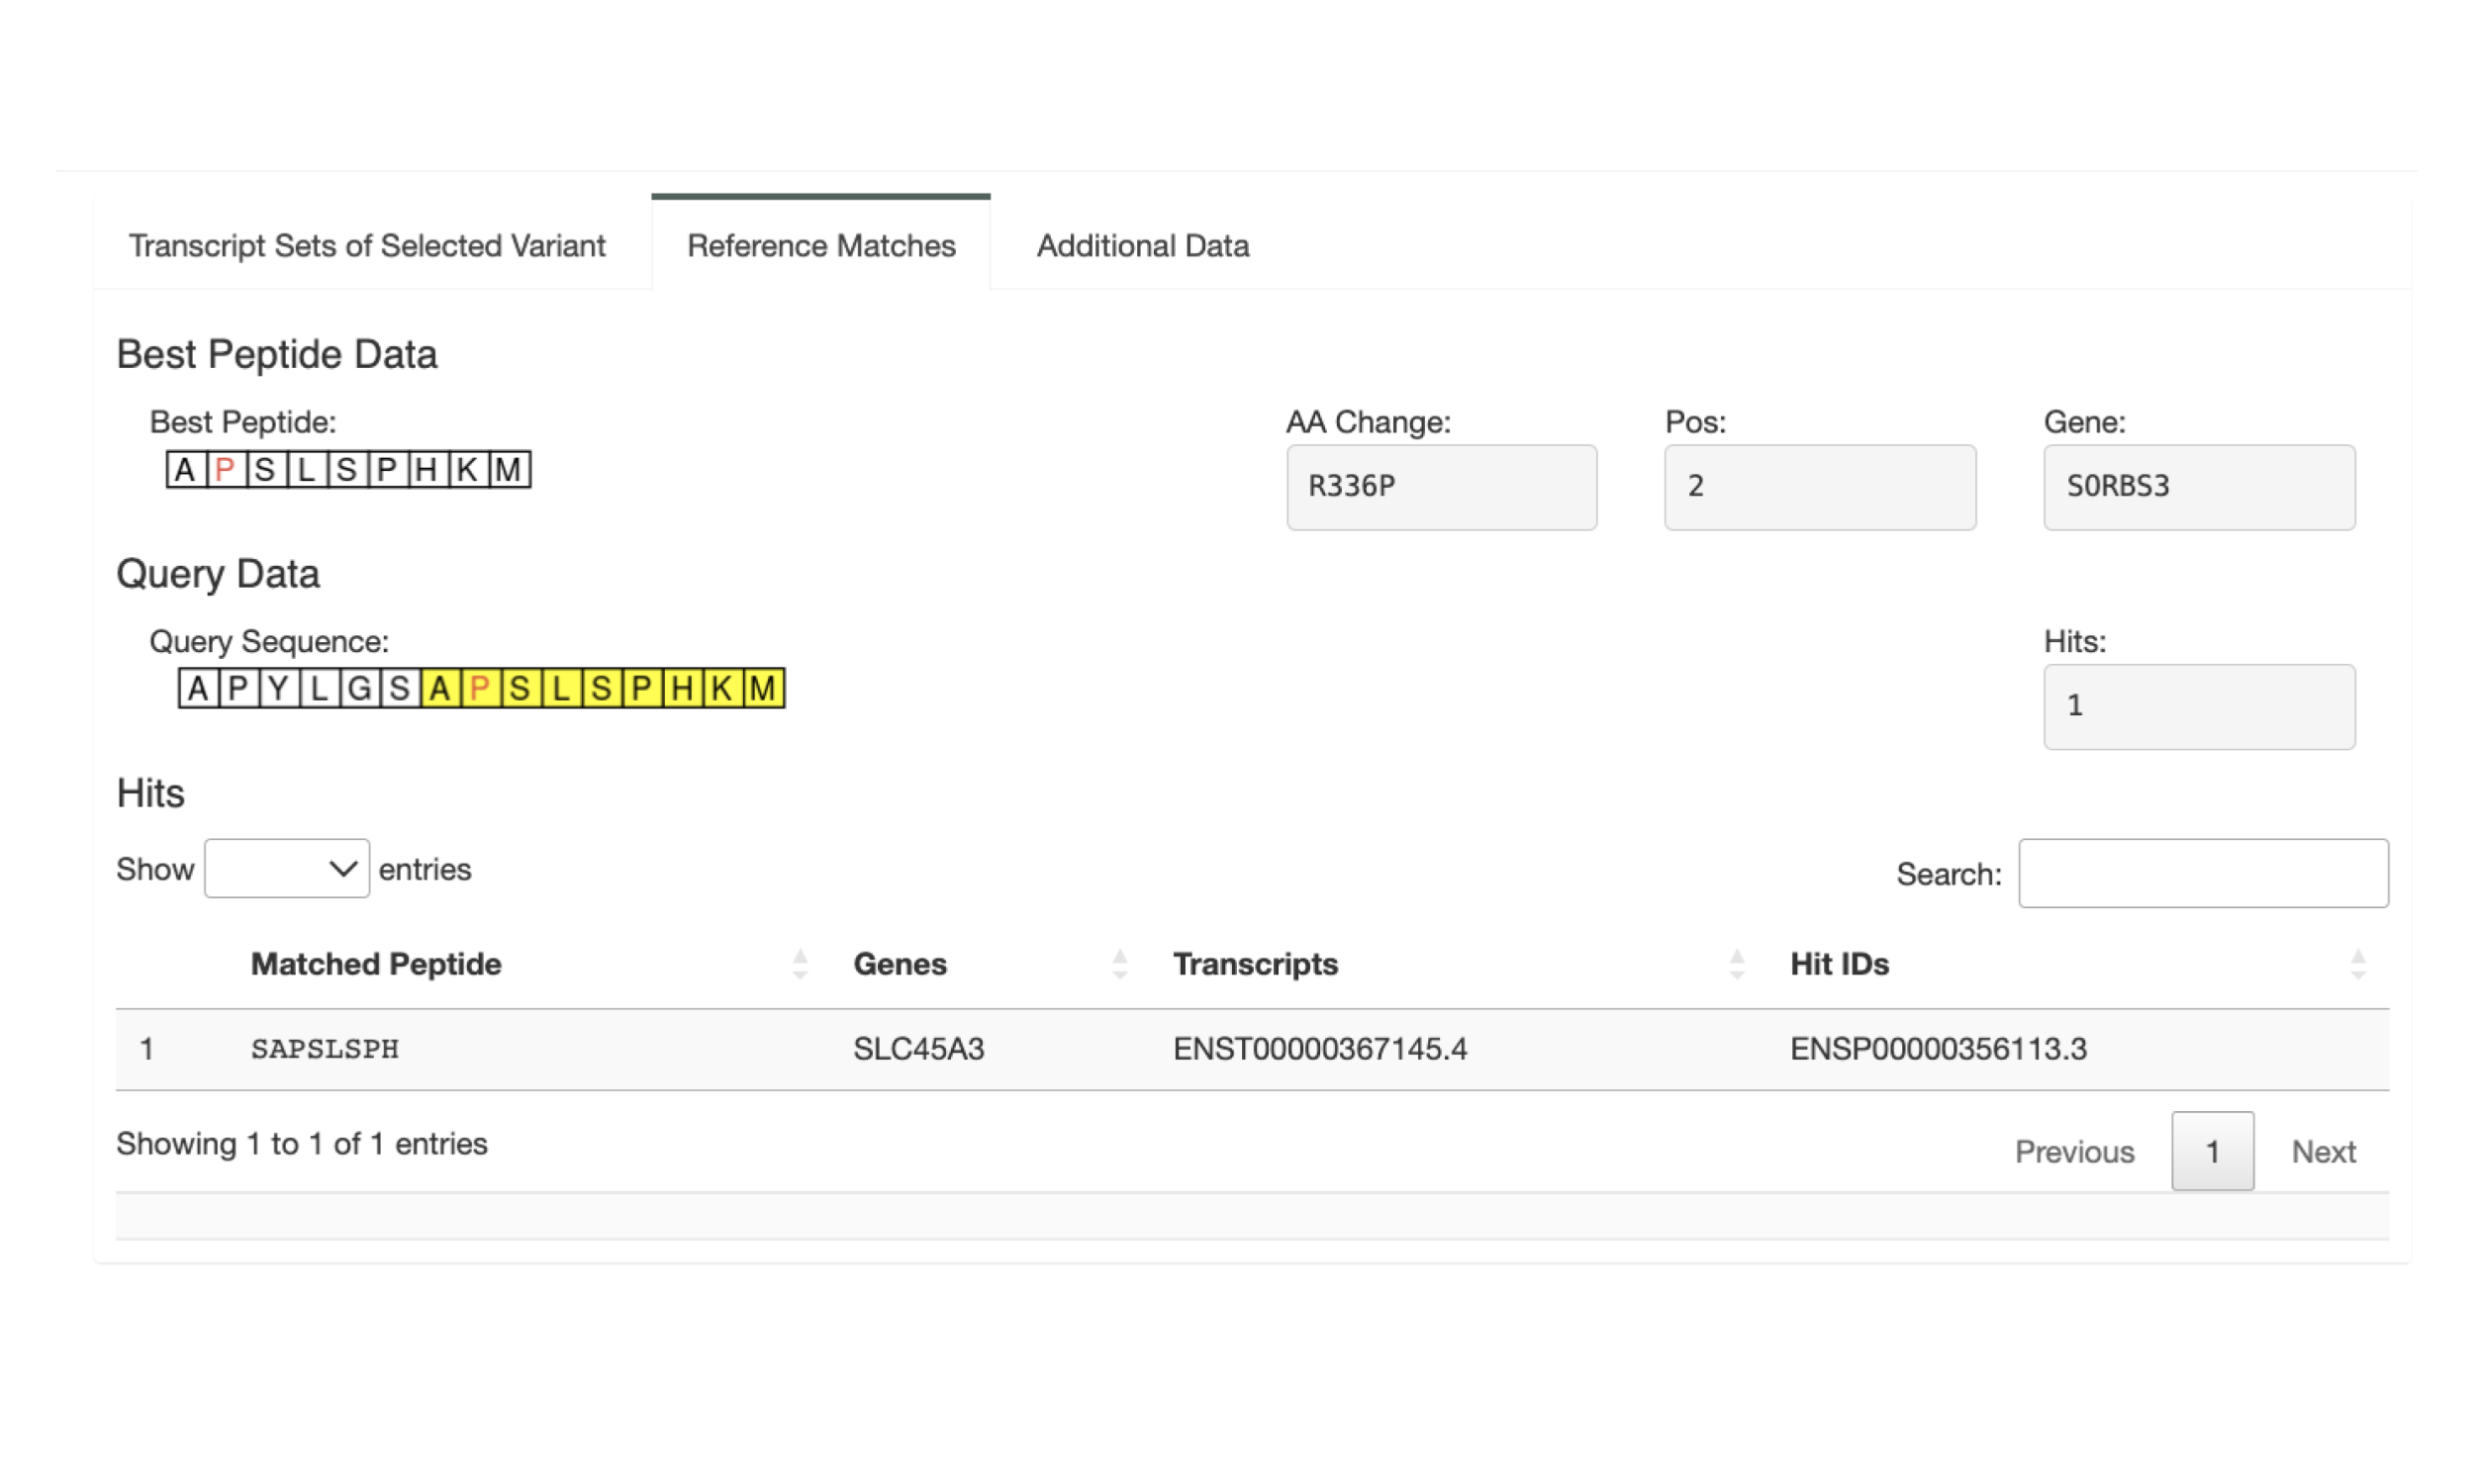 Transcript Sets of Selected Variant Reference Matches Additional Data
Best Peptide Data
Best Peptide: AA Change: Pos: Gene:
APSLSPHKM R336P 2 SORBS3
Query Data
Query Sequence: Hits:
APYLGSAPSLSPHKM 1
Hits
Show entries Search:
Matched Peptide Genes Transcripts Hit IDs
1 SAPSLSPH SLC45A3 ENST00000367145.4 ENSP00000356113.3
Showing 1 to 1 of 1 entries Previous 1 Next